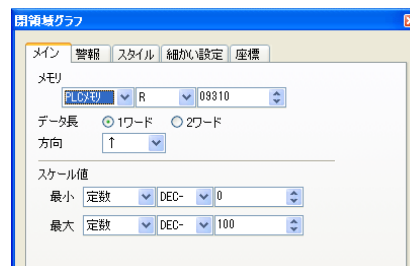 閉領域グラフ
メイン 警報 スタイル 細かい設定 座標
メモリ
PLCメモリ R 09310
データ長 1ワード 2ワード
方向 ↑
スケール値
最小 定数 DEC- 0
最大 定数 DEC- 100